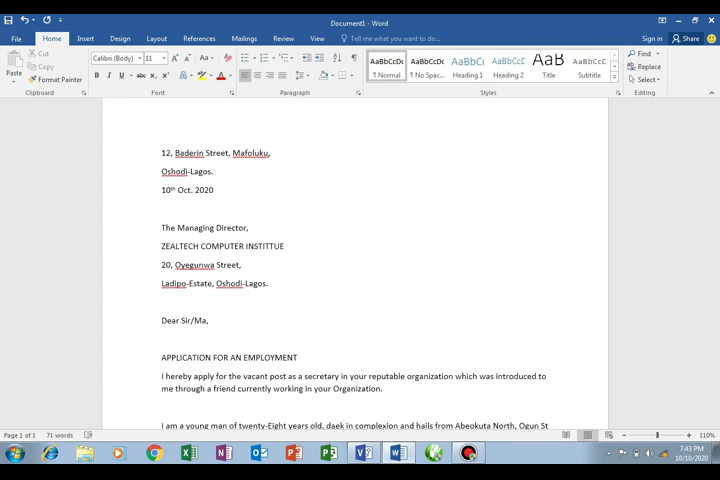 Document1 - Word
File Home Insert Design Layout References Mailings Review View Tell me what you want to do... Sign in Share
Paste Cut Copy Format Painter
Calibri (Body) 11
AaBbCcDc AaBbCcDc AaBbCc AaBbCcD AaB AaBbCcC
¶ Normal ¶ No Spac... Heading 1 Heading 2 Title Subtitle
Find Replace Select
Clipboard Font Paragraph Styles Editing
12, Baderin Street, Mafoluku,
Oshodi-Lagos.
10th Oct. 2020
The Managing Director,
ZEALTECH COMPUTER INSTITTUE
20, Oyegunwa Street,
Ladipo-Estate, Oshodi-Lagos.
Dear Sir/Ma,
APPLICATION FOR AN EMPLOYMENT
I hereby apply for the vacant post as a secretary in your reputable organization which was introduced to
me through a friend currently working in your Organization.
I am a young man of twenty-Eight years old, daek in complexion and hails from Abeokuta North, Ogun St
Page 1 of 1 71 words 110%
7:43 PM
10/10/2020